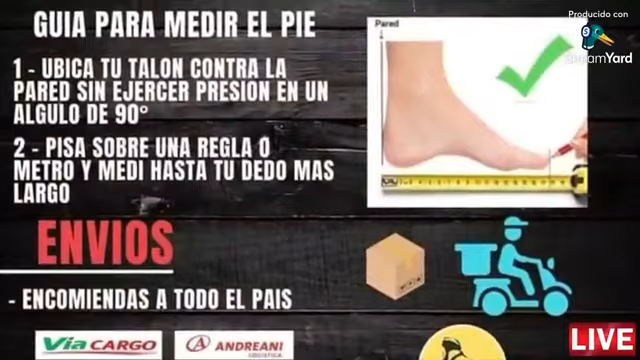 Producido con
StreamYard
GUIA PARA MEDIR EL PIE
Pared
1 - UBICA TU TALON CONTRA LA
PARED SIN EJERCER PRESION EN UN
ALGULO DE 90°
2 - PISA SOBRE UNA REGLA O
METRO Y MEDI HASTA TU DEDO MAS
LARGO
ENVIOS
- ENCOMIENDAS A TODO EL PAIS
Via CARGO
ANDREANI
LOGISTICA
LIVE